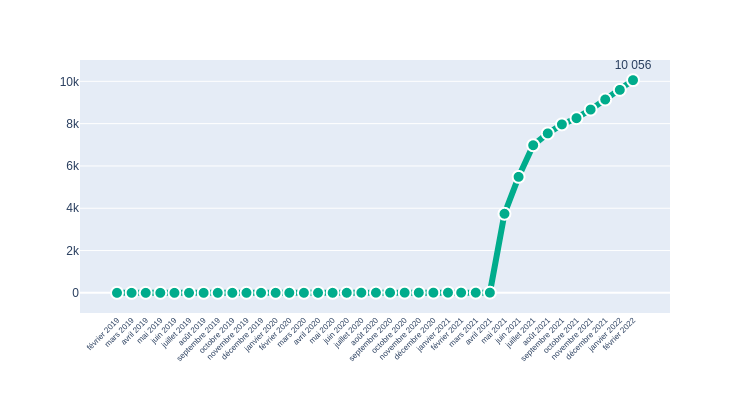 10 056
10k
8k
6k
4k
2k
0
février 2019
mars 2019
avril 2019
mai 2019
juin 2019
juillet 2019
août 2019
septembre 2019
octobre 2019
novembre 2019
décembre 2019
janvier 2020
février 2020
mars 2020
avril 2020
mai 2020
juin 2020
juillet 2020
août 2020
septembre 2020
octobre 2020
novembre 2020
décembre 2020
janvier 2021
février 2021
mars 2021
avril 2021
mai 2021
juin 2021
juillet 2021
août 2021
septembre 2021
octobre 2021
novembre 2021
décembre 2021
janvier 2022
février 2022